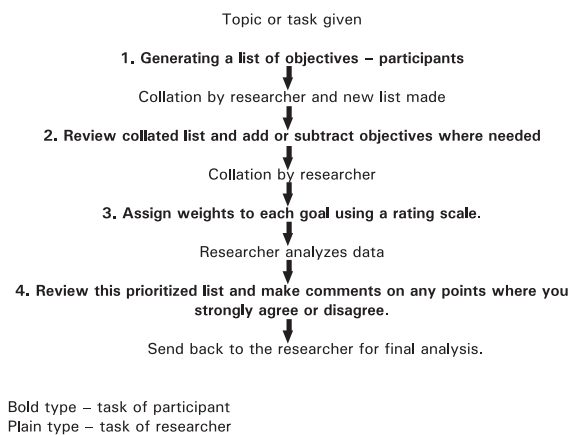 Topic or task given
1. Generating a list of objectives – participants
Collation by researcher and new list made
2. Review collated list and add or subtract objectives where needed
Collation by researcher
3. Assign weights to each goal using a rating scale.
Researcher analyzes data
4. Review this prioritized list and make comments on any points where you
strongly agree or disagree.
Send back to the researcher for final analysis.
Bold type – task of participant
Plain type – task of researcher